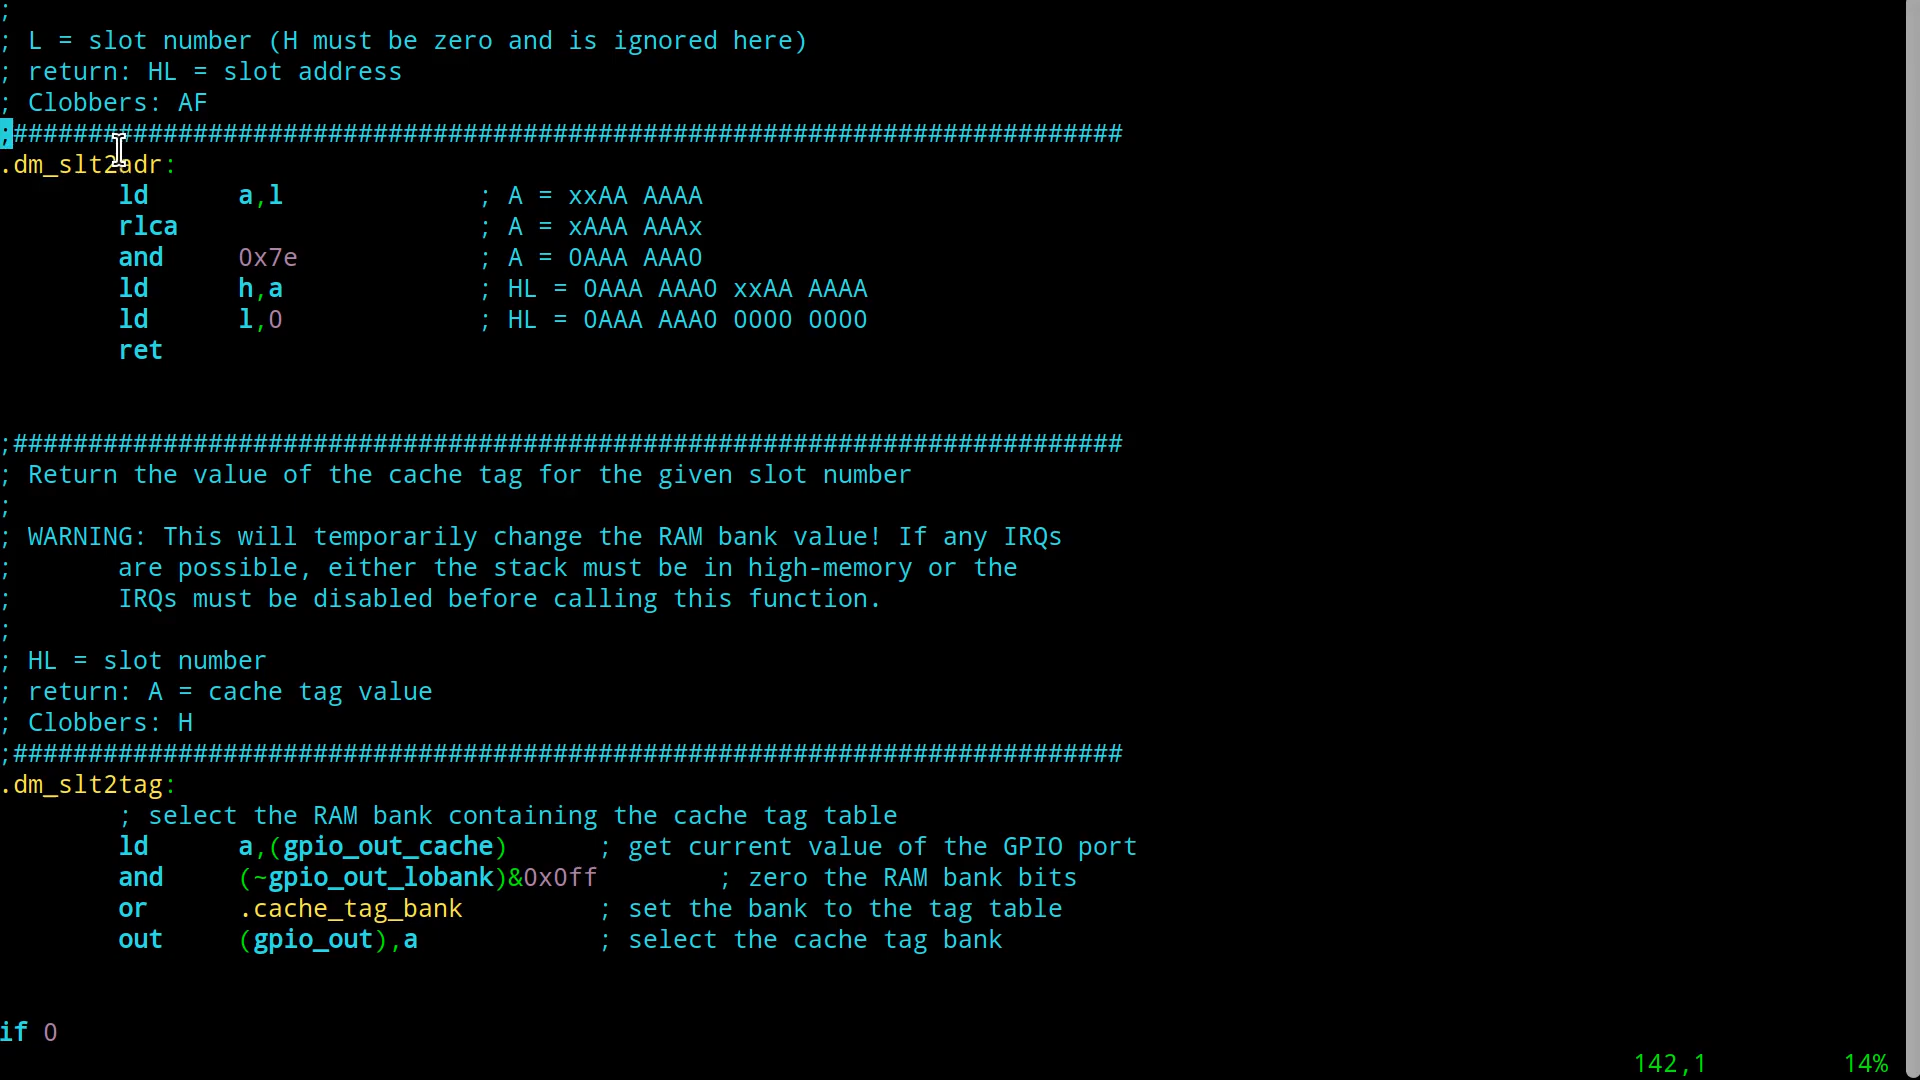 ;
; L = slot number (H must be zero and is ignored here)
; return: HL = slot address
; Clobbers: AF
;##########################################################################
.dm_slt2adr:
ld a,l ; A = xxAA AAAA
rlca ; A = xAAA AAAx
and 0x7e ; A = 0AAA AAA0
ld h,a ; HL = 0AAA AAA0 xxAA AAAA
ld l,0 ; HL = 0AAA AAA0 0000 0000
ret
;##########################################################################
; Return the value of the cache tag for the given slot number
;
; WARNING: This will temporarily change the RAM bank value! If any IRQs
; are possible, either the stack must be in high-memory or the
; IRQs must be disabled before calling this function.
;
; HL = slot number
; return: A = cache tag value
; Clobbers: H
;##########################################################################
.dm_slt2tag:
; select the RAM bank containing the cache tag table
ld a,(gpio_out_cache) ; get current value of the GPIO port
and (~gpio_out_lobank)&0x0ff ; zero the RAM bank bits
or .cache_tag_bank ; set the bank to the tag table
out (gpio_out),a ; select the cache tag bank
if 0
142,1 14%